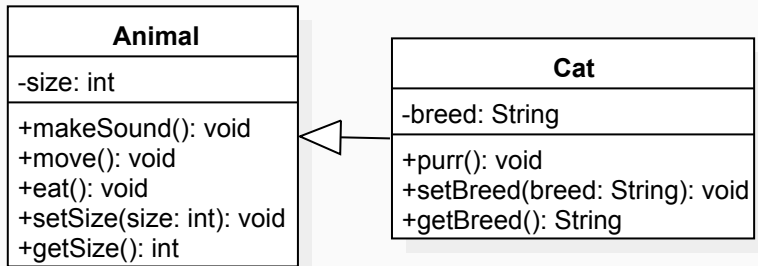 Animal
-size: int
+makeSound(): void
+move(): void
+eat(): void
+setSize(size: int): void
+getSize(): int
Cat
-breed: String
+purr(): void
+setBreed(breed: String): void
+getBreed(): String